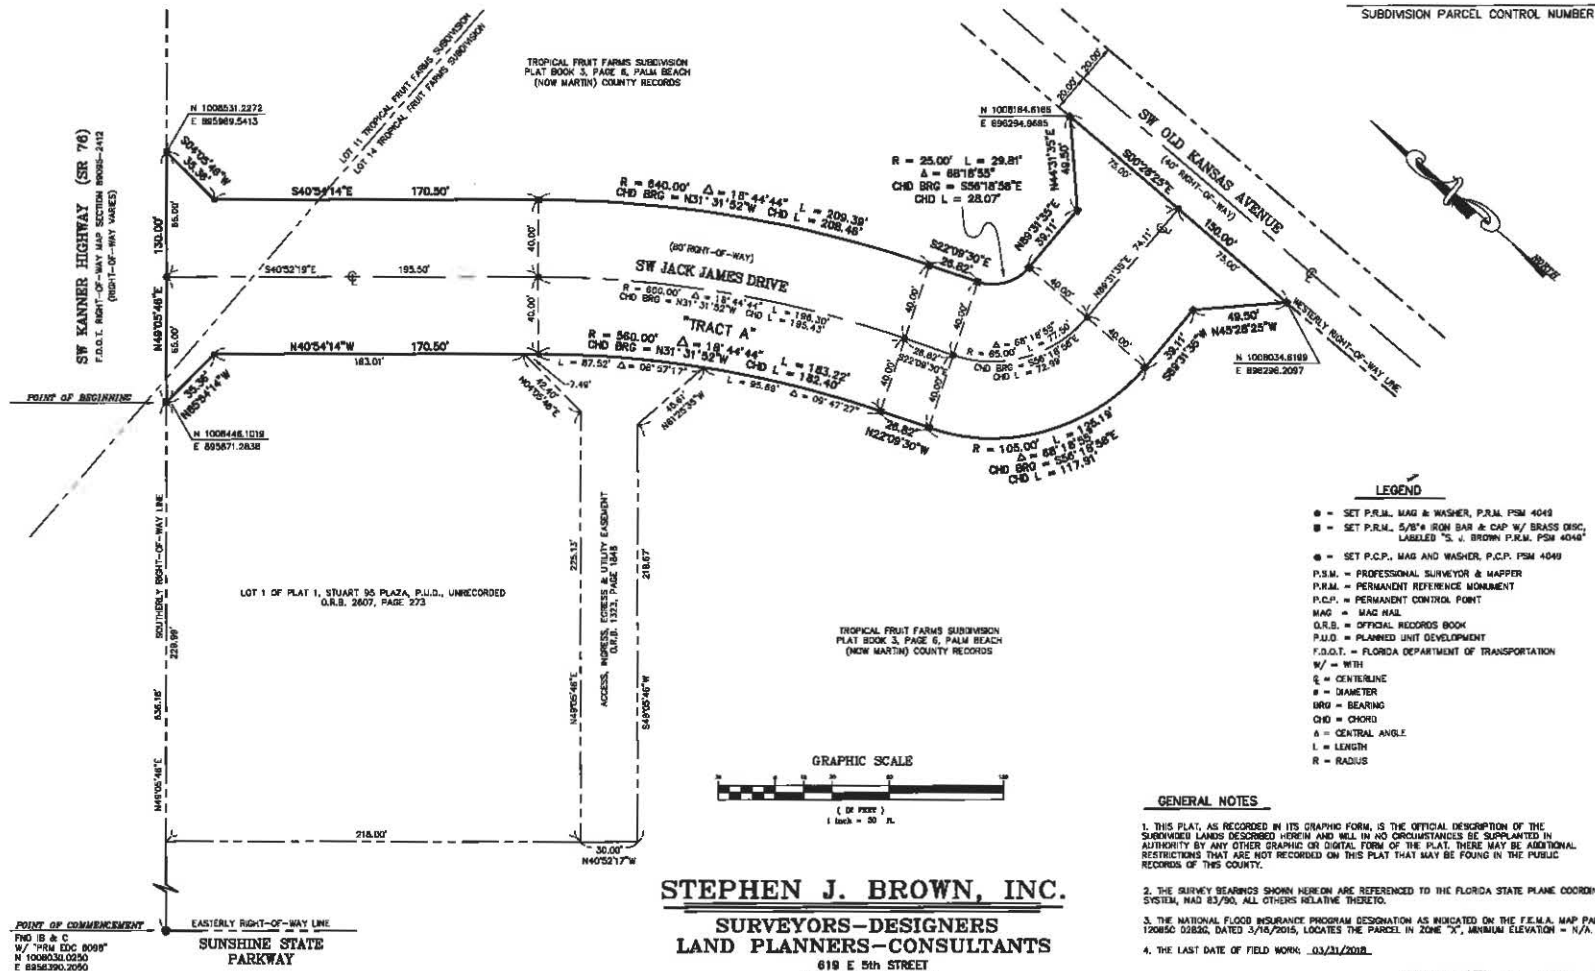 SUBDIVISION PARCEL CONTROL NUMBER
TROPICAL FRUIT FARMS SUBDIVISION
PLAT BOOK 3, PAGE 6, PALM BEACH
(NOW MARTIN) COUNTY RECORDS
LOT 11 TROPICAL FRUIT FARMS SUBDIVISION
LOT 14 TROPICAL FRUIT FARMS SUBDIVISION
N 1008531.2272
E 895969.5413
SW KANNER HIGHWAY (SR 76)
F.D.O.T. RIGHT-OF-WAY MAP SECTION 89095-2412
(RIGHT-OF-WAY VARIES)
S04°05'46"W
35.36'
S40°54'14"E 170.50'
R = 640.00' Δ = 18°44'44" L = 209.39'
CHD BRG = N31°31'52"W CHD L = 208.46'
N49°05'46"E 130.00'
65.00'
65.00'
S40°52'19"E
195.50'
40.00'
40.00'
(80' RIGHT-OF-WAY)
SW JACK JAMES DRIVE
R = 600.00' Δ = 18°44'44" L = 196.30'
CHD BRG = N31°31'52"W CHD L = 195.43'
"TRACT A"
R = 560.00' Δ = 18°44'44" L = 183.22'
CHD BRG = N31°31'52"W CHD L = 182.40'
N40°54'14"W 170.50'
163.01'
L = 87.52' Δ = 08°57'17"
L = 95.69' Δ = 09°47'27"
7.49'
42.40'
N04°05'46"E
45.61'
N81°25'35"W
35.36'
N85°54'14"W
POINT OF BEGINNING
N 1008446.1019
E 895871.2838
S22°09'30"E
26.82'
40.00'
40.00'
26.82'
S22°09'30"E
40.00'
40.00'
26.82'
N22°09'30"W
R = 25.00' L = 29.81'
Δ = 68°18'55"
CHD BRG = S56°18'58"E
CHD L = 28.07'
N 1008184.6165
E 896294.9685
20.00'
20.00'
SW OLD KANSAS AVENUE
(40' RIGHT-OF-WAY)
S00°28'25"E
75.00'
150.00'
75.00'
N44°31'35"E
49.50'
N89°31'35"E
39.11'
N89°31'35"E
74.11'
40.00'
40.00'
Δ = 68°18'55"
R = 65.00' L = 77.50'
CHD BRG = S56°18'58"E
CHD L = 72.99'
39.11'
S89°31'35"W
49.50'
N45°28'25"W
N 1008034.6199
E 896296.2097
WESTERLY RIGHT-OF-WAY LINE
R = 105.00' L = 125.19'
Δ = 68°18'55"
CHD BRG = S56°18'58"E
CHD L = 117.91'
NORTH
SOUTHERLY RIGHT-OF-WAY LINE
229.98'
636.16'
N49°05'46"E
LOT 1 OF PLAT 1, STUART 95 PLAZA, P.U.D., UNRECORDED
O.R.B. 2607, PAGE 273
225.13'
N49°05'46"E
ACCESS, INGRESS, EGRESS & UTILITY EASEMENT
O.R.B. 1323, PAGE 1848
218.67'
S49°05'46"W
TROPICAL FRUIT FARMS SUBDIVISION
PLAT BOOK 3, PAGE 6, PALM BEACH
(NOW MARTIN) COUNTY RECORDS
218.00'
30.00'
N40°52'17"W
GRAPHIC SCALE
( IN FEET )
1 inch = 30 ft.
LEGEND
= SET P.R.M., MAG & WASHER, P.R.M. PSM 4049
= SET P.R.M., 5/8"ø IRON BAR & CAP W/ BRASS DISC,
LABELED "S. J. BROWN P.R.M. PSM 4049"
= SET P.C.P., MAG AND WASHER, P.C.P. PSM 4049
P.S.M. = PROFESSIONAL SURVEYOR & MAPPER
P.R.M. = PERMANENT REFERENCE MONUMENT
P.C.P. = PERMANENT CONTROL POINT
MAG = MAG NAIL
O.R.B. = OFFICIAL RECORDS BOOK
P.U.D. = PLANNED UNIT DEVELOPMENT
F.D.O.T. = FLORIDA DEPARTMENT OF TRANSPORTATION
W/ = WITH
℄ = CENTERLINE
ø = DIAMETER
BRG = BEARING
CHD = CHORD
Δ = CENTRAL ANGLE
L = LENGTH
R = RADIUS
GENERAL NOTES
1. THIS PLAT, AS RECORDED IN ITS GRAPHIC FORM, IS THE OFFICIAL DESCRIPTION OF THE
SUBDIVIDED LANDS DESCRIBED HEREIN AND WILL IN NO CIRCUMSTANCES BE SUPPLANTED IN
AUTHORITY BY ANY OTHER GRAPHIC OR DIGITAL FORM OF THE PLAT. THERE MAY BE ADDITIONAL
RESTRICTIONS THAT ARE NOT RECORDED ON THIS PLAT THAT MAY BE FOUND IN THE PUBLIC
RECORDS OF THIS COUNTY.
2. THE SURVEY BEARINGS SHOWN HEREON ARE REFERENCED TO THE FLORIDA STATE PLANE COORDIN
SYSTEM, NAD 83/90, ALL OTHERS RELATIVE THERETO.
3. THE NATIONAL FLOOD INSURANCE PROGRAM DESIGNATION AS INDICATED ON THE F.E.M.A. MAP PA
12085C 0282G, DATED 3/16/2015, LOCATES THE PARCEL IN ZONE "X", MINIMUM ELEVATION = N/A.
4. THE LAST DATE OF FIELD WORK: 03/31/2018
STEPHEN J. BROWN, INC.
SURVEYORS-DESIGNERS
LAND PLANNERS-CONSULTANTS
619 E 5th STREET
POINT OF COMMENCEMENT
FND IB & C
W/ "PRM EDC 6098"
N 1008030.0250
EASTERLY RIGHT-OF-WAY LINE
SUNSHINE STATE
PARKWAY